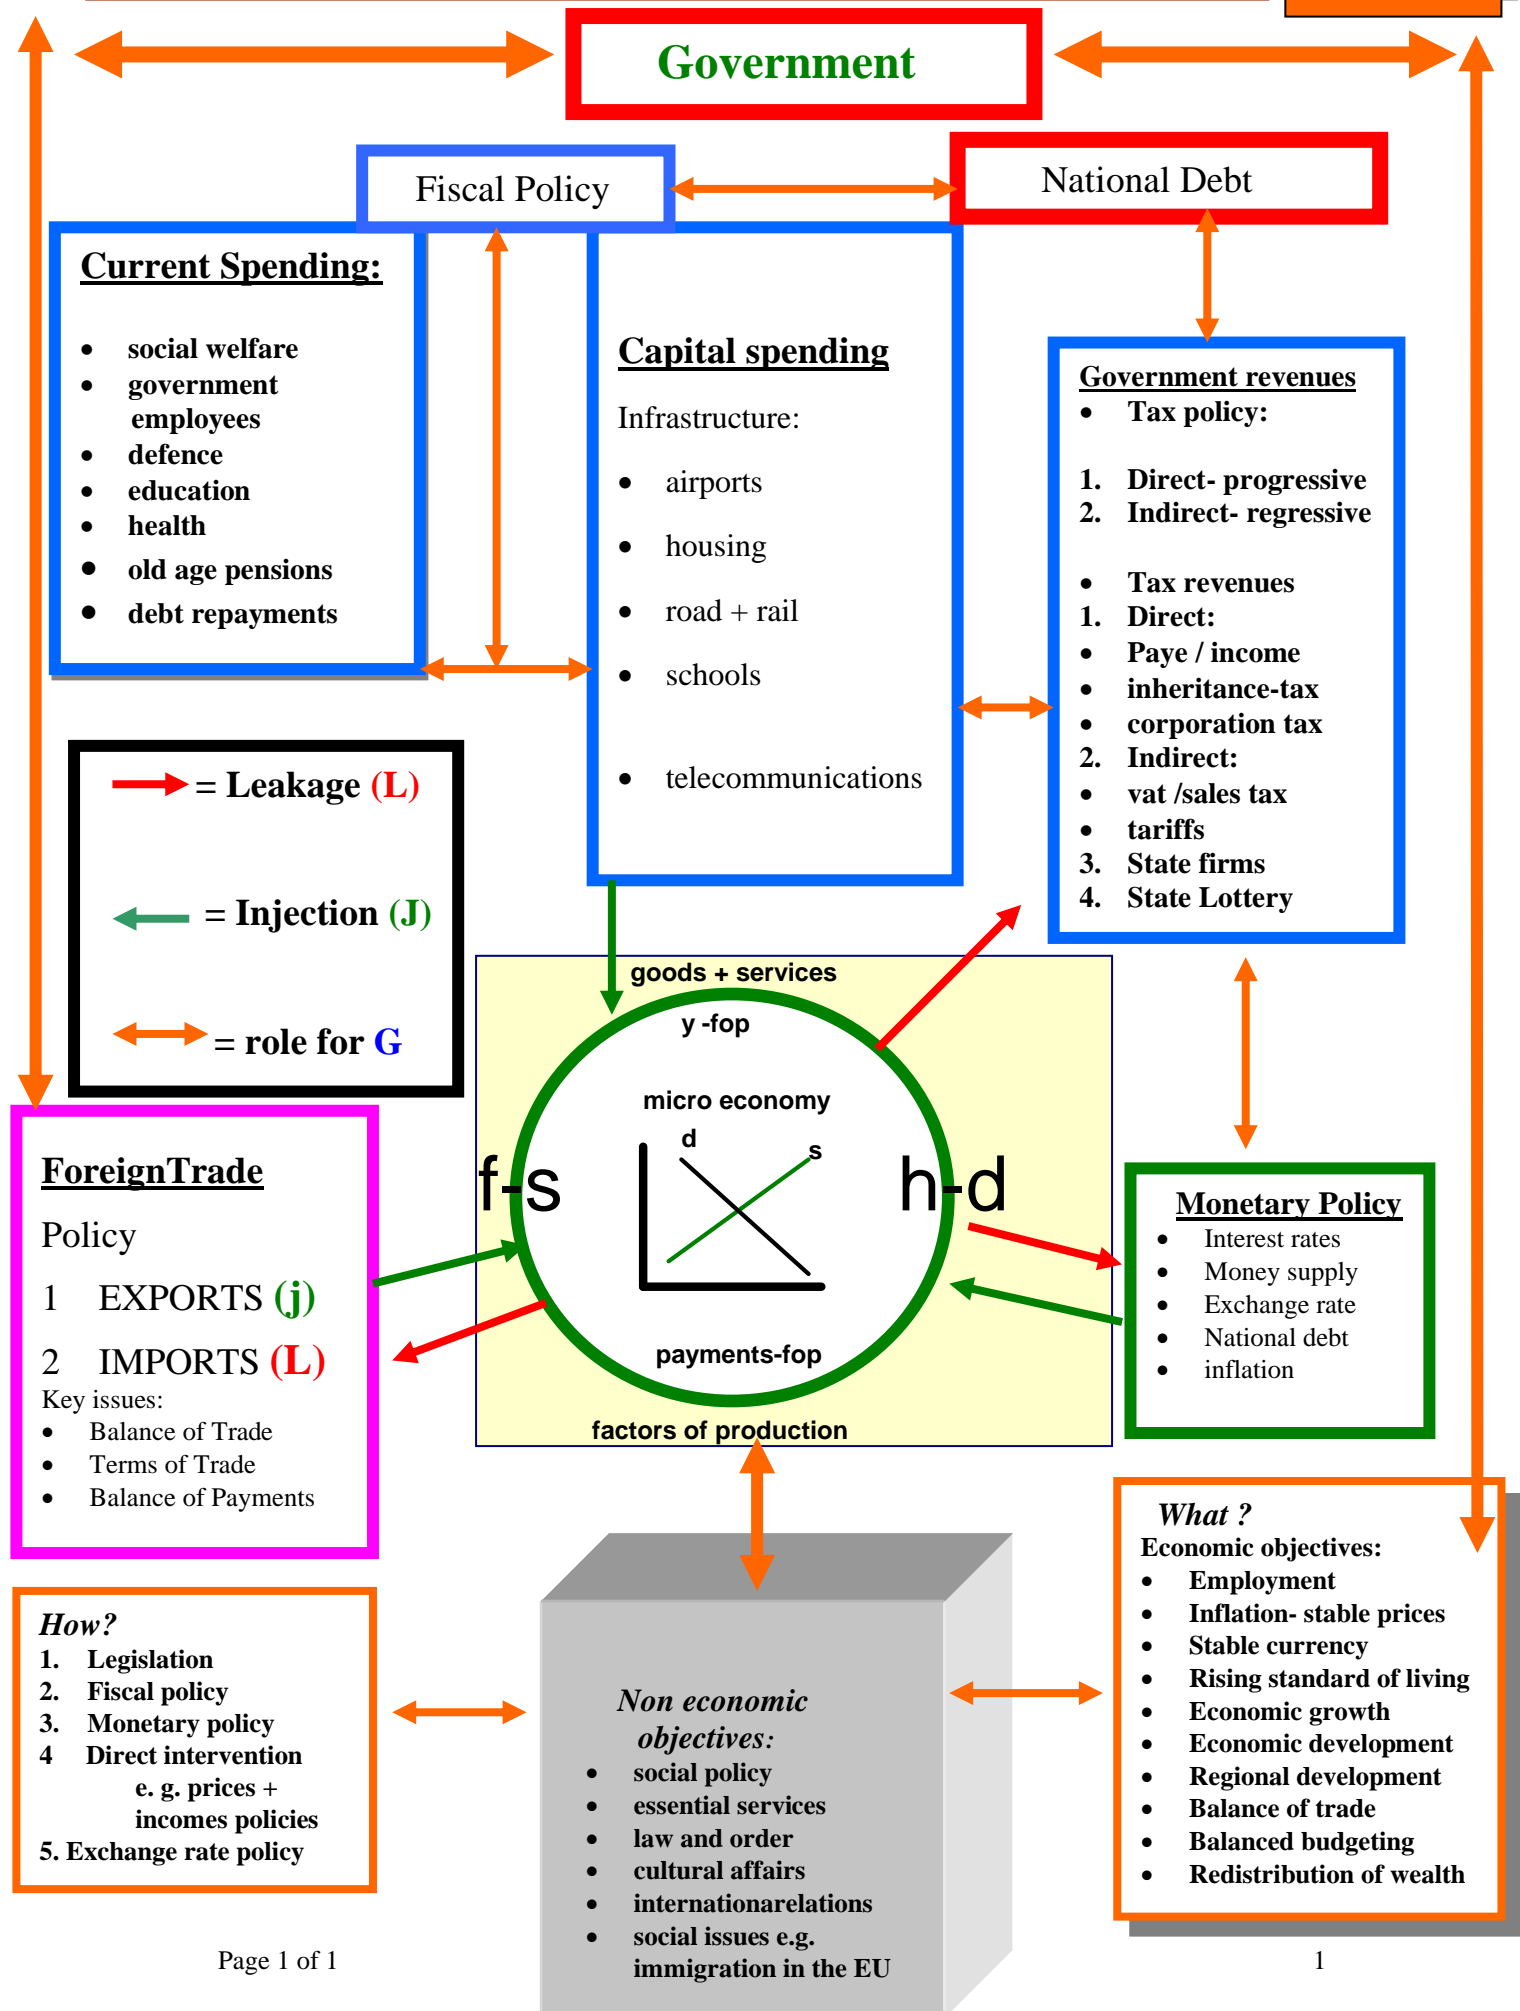 Government
Fiscal Policy
National Debt
Current Spending:
• social welfare
• government
employees
• defence
• education
• health
• old age pensions
• debt repayments
Capital spending
Infrastructure:
• airports
• housing
• road + rail
• schools
• telecommunications
Government revenues
• Tax policy:
1. Direct- progressive
2. Indirect- regressive
• Tax revenues
1. Direct:
• Paye / income
• inheritance-tax
• corporation tax
2. Indirect:
• vat /sales tax
• tariffs
3. State firms
4. State Lottery
= Leakage (L)
= Injection (J)
= role for G
goods + services
y -fop
micro economy
d
s
f-s
h-d
payments-fop
factors of production
ForeignTrade
Policy
1 EXPORTS (j)
2 IMPORTS (L)
Key issues:
• Balance of Trade
• Terms of Trade
• Balance of Payments
Monetary Policy
• Interest rates
• Money supply
• Exchange rate
• National debt
• inflation
How?
1. Legislation
2. Fiscal policy
3. Monetary policy
4 Direct intervention
e. g. prices +
incomes policies
5. Exchange rate policy
Non economic
objectives:
• social policy
• essential services
• law and order
• cultural affairs
• internationarelations
• social issues e.g.
immigration in the EU
What ?
Economic objectives:
• Employment
• Inflation- stable prices
• Stable currency
• Rising standard of living
• Economic growth
• Economic development
• Regional development
• Balance of trade
• Balanced budgeting
• Redistribution of wealth
Page 1 of 1
1